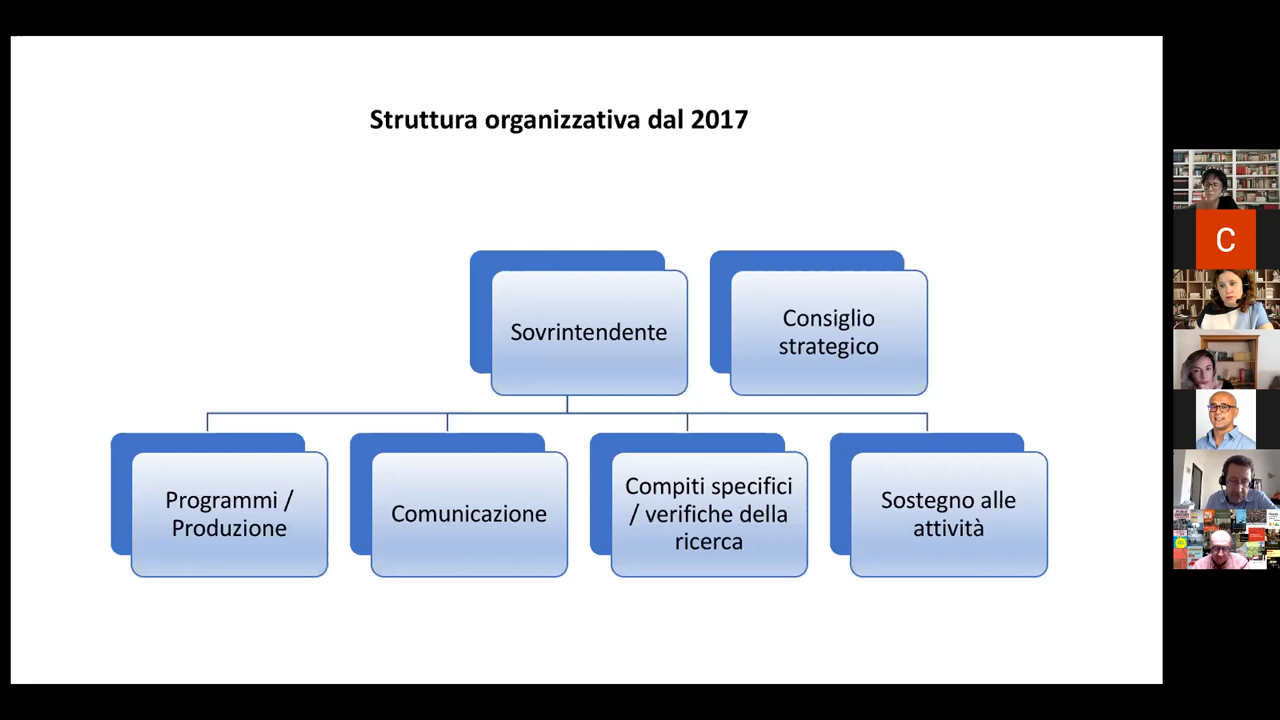 Struttura organizzativa dal 2017
Sovrintendente
Consiglio
strategico
Programmi /
Produzione
Comunicazione
Compiti specifici
/ verifiche della
ricerca
Sostegno alle
attività
C